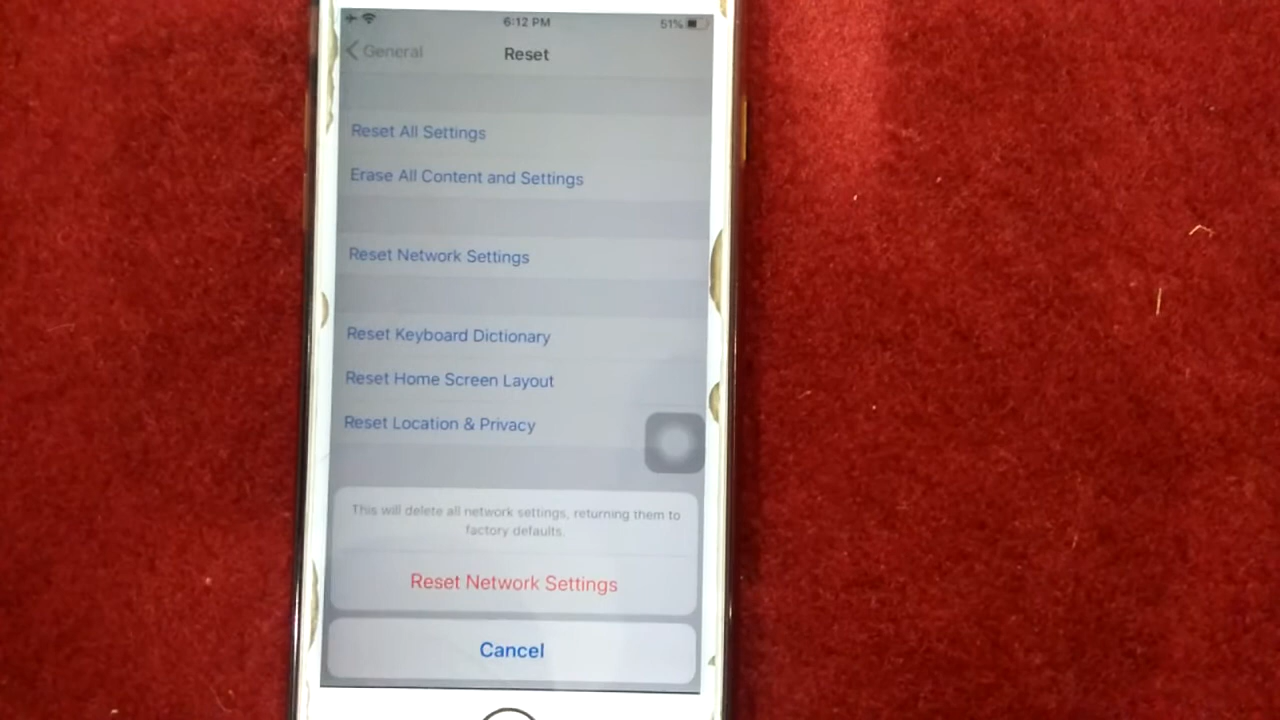 6:12 PM 51%
General Reset
Reset All Settings
Erase All Content and Settings
Reset Network Settings
Reset Keyboard Dictionary
Reset Home Screen Layout
Reset Location & Privacy
This will delete all network settings, returning them to
factory defaults.
Reset Network Settings
Cancel